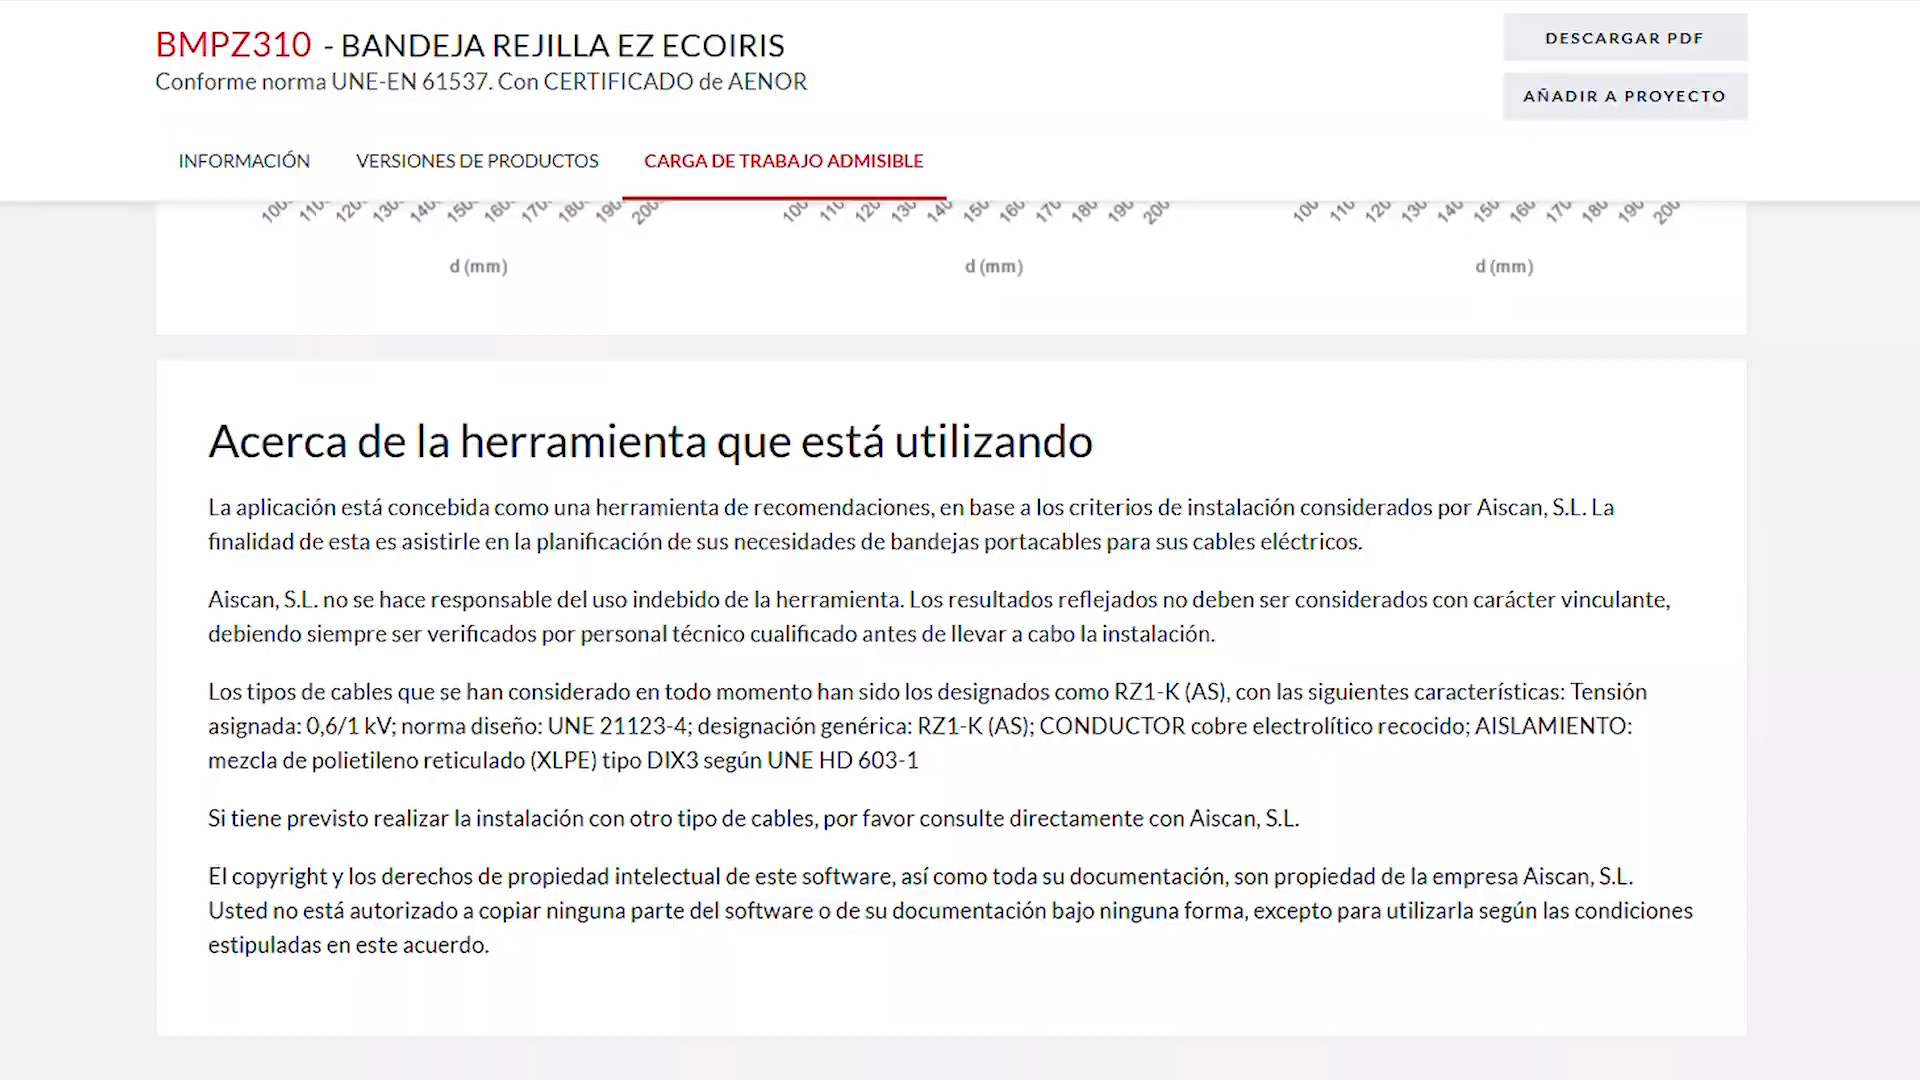 BMPZ310 - BANDEJA REJILLA EZ ECOIRIS
DESCARGAR PDF
Conforme norma UNE-EN 61537. Con CERTIFICADO de AENOR
AÑADIR A PROYECTO
INFORMACIÓN VERSIONES DE PRODUCTOS CARGA DE TRABAJO ADMISIBLE
d (mm) d (mm) d (mm)
Acerca de la herramienta que está utilizando
La aplicación está concebida como una herramienta de recomendaciones, en base a los criterios de instalación considerados por Aiscan, S.L. La
finalidad de esta es asistirle en la planificación de sus necesidades de bandejas portacables para sus cables eléctricos.
Aiscan, S.L. no se hace responsable del uso indebido de la herramienta. Los resultados reflejados no deben ser considerados con carácter vinculante,
debiendo siempre ser verificados por personal técnico cualificado antes de llevar a cabo la instalación.
Los tipos de cables que se han considerado en todo momento han sido los designados como RZ1-K (AS), con las siguientes características: Tensión
asignada: 0,6/1 kV; norma diseño: UNE 21123-4; designación genérica: RZ1-K (AS); CONDUCTOR cobre electrolítico recocido; AISLAMIENTO:
mezcla de polietileno reticulado (XLPE) tipo DIX3 según UNE HD 603-1
Si tiene previsto realizar la instalación con otro tipo de cables, por favor consulte directamente con Aiscan, S.L.
El copyright y los derechos de propiedad intelectual de este software, así como toda su documentación, son propiedad de la empresa Aiscan, S.L.
Usted no está autorizado a copiar ninguna parte del software o de su documentación bajo ninguna forma, excepto para utilizarla según las condiciones
estipuladas en este acuerdo.